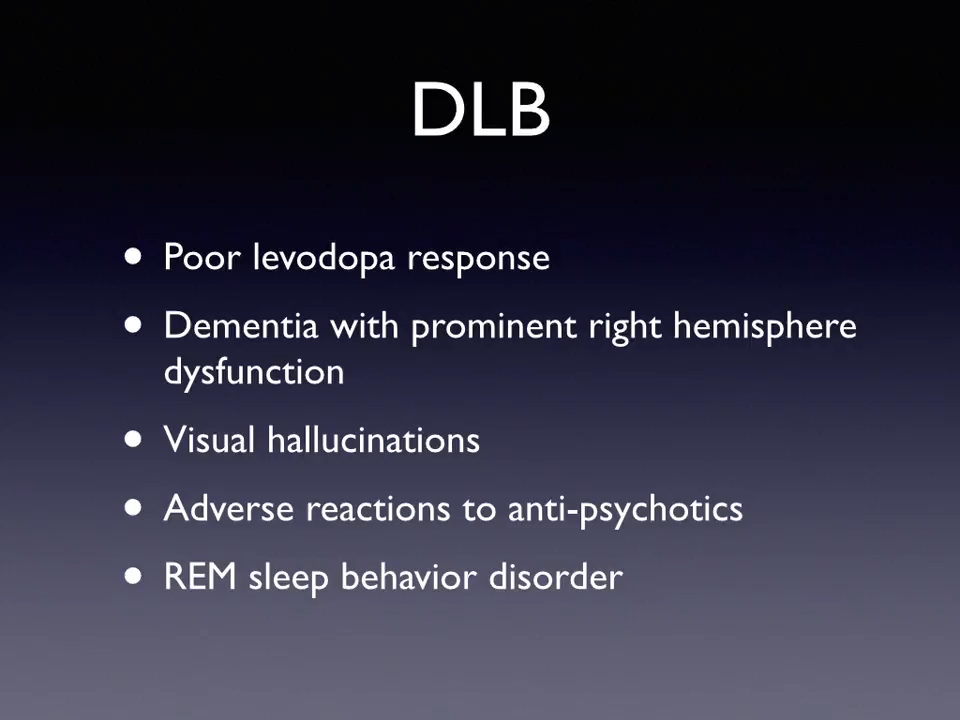 DLB
• Poor levodopa response
• Dementia with prominent right hemisphere
dysfunction
• Visual hallucinations
• Adverse reactions to anti-psychotics
• REM sleep behavior disorder